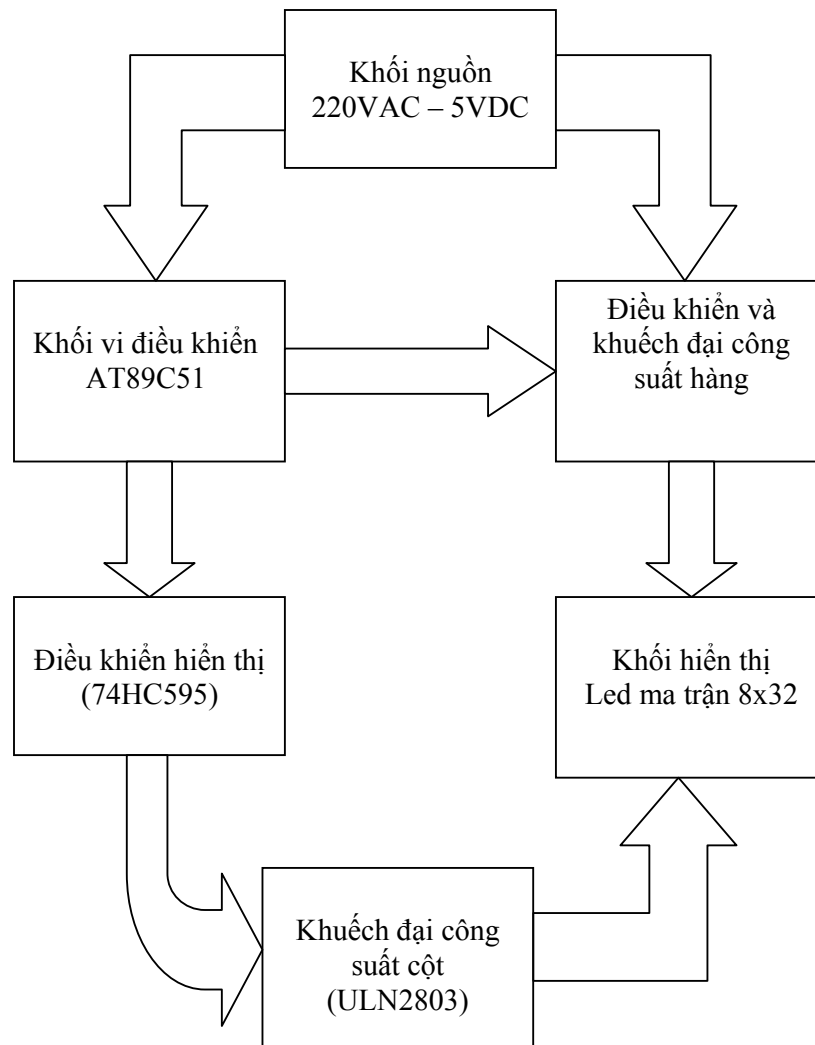 Khối nguồn
220VAC – 5VDC
Khối vi điều khiển
AT89C51
Điều khiển và
khuếch đại công
suất hàng
Điều khiển hiển thị
(74HC595)
Khối hiển thị
Led ma trận 8x32
Khuếch đại công
suất cột
(ULN2803)